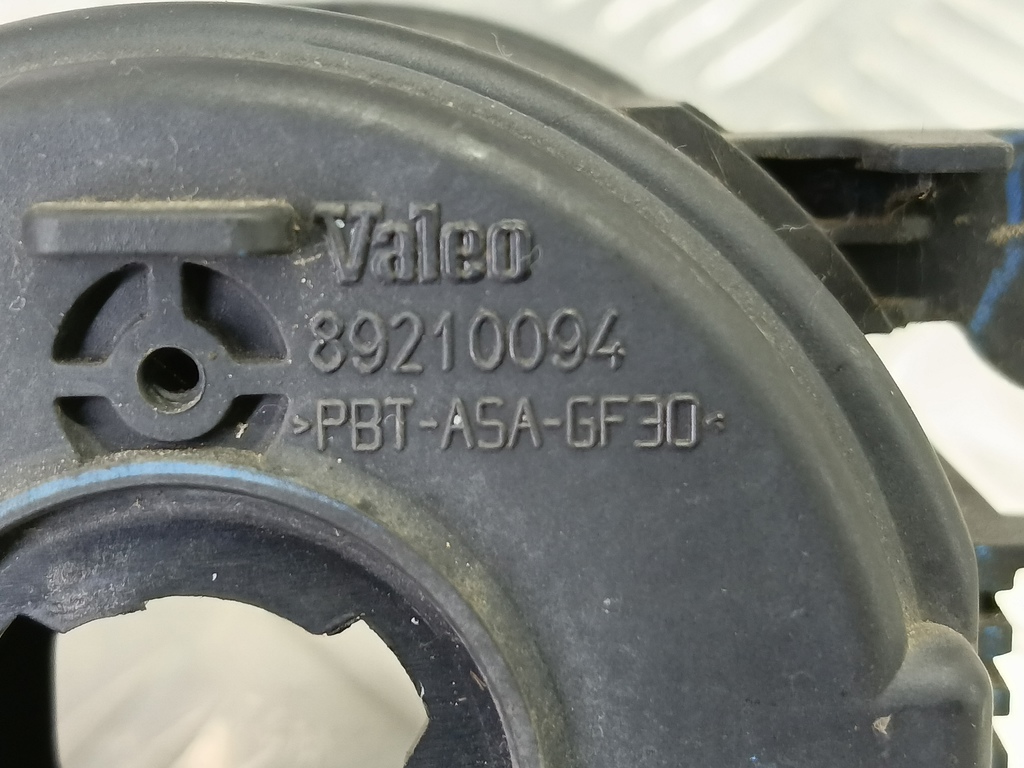 Valeo
89210094
>PBT-ASA-GF30<